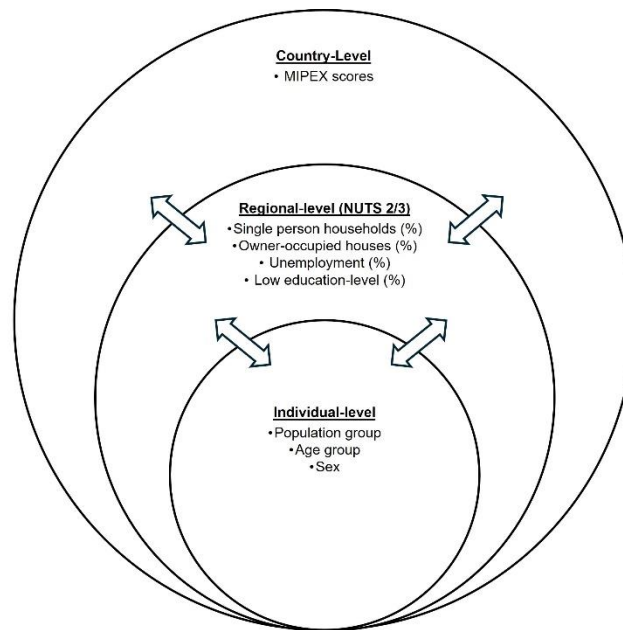 Country-Level
• MIPEX scores
Regional-level (NUTS 2/3)
•Single person households (%)
•Owner-occupied houses (%)
• Unemployment (%)
• Low education-level (%)
Individual-level
•Population group
•Age group
•Sex